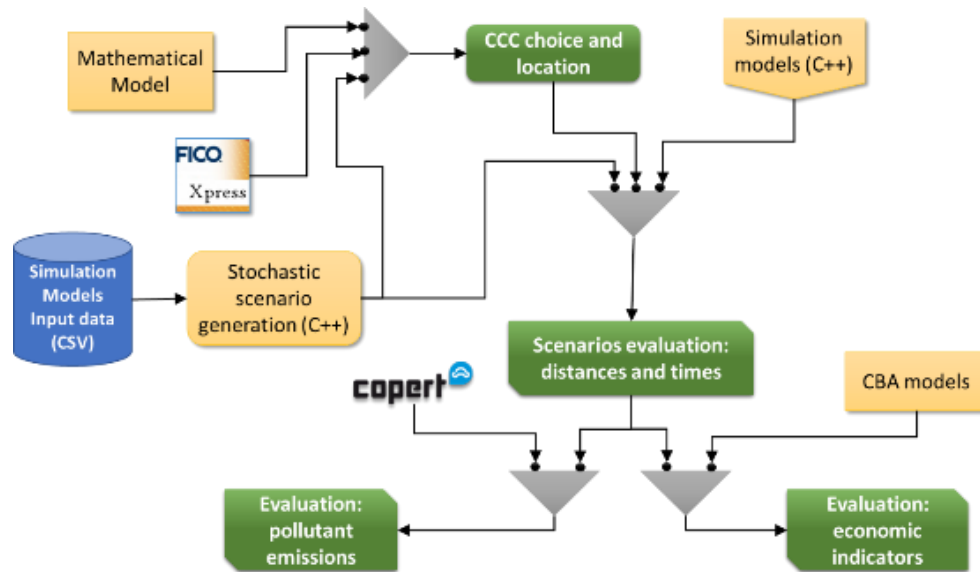 Mathematical
Model
CCC choice and
location
Simulation
models (C++)
FICO
Xpress
Simulation
Models
Input data
(CSV)
Stochastic
scenario
generation (C++)
Scenarios evaluation:
distances and times
copert
CBA models
Evaluation:
pollutant
emissions
Evaluation:
economic
indicators